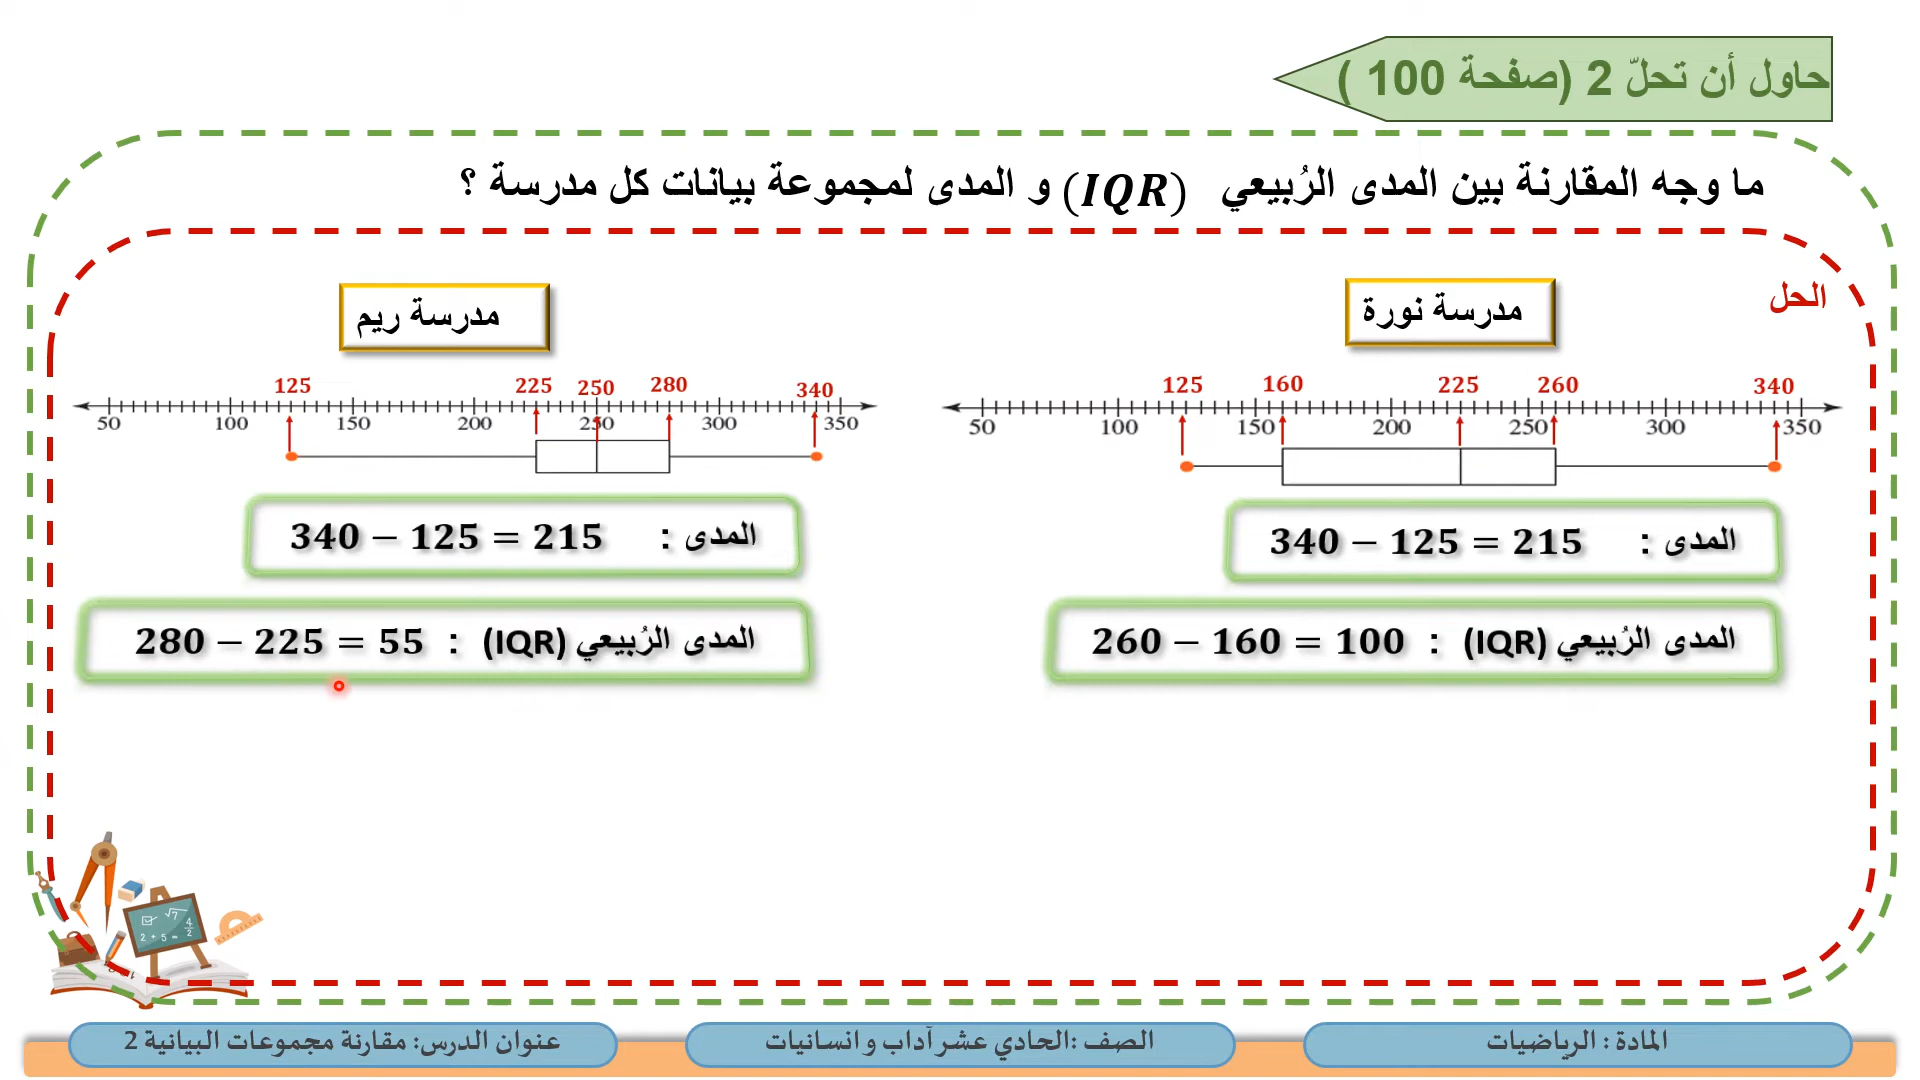 حاول أن تحلّ 2 (صفحة 100 )
ما وجه المقارنة بين المدى الرُبيعي (IQR) و المدى لمجموعة بيانات كل مدرسة ؟
الحل
مدرسة نورة
125 160 225 260 340
50 100 150 200 250 300 350
المدى : 340 − 125 = 215
المدى الرُبيعي (IQR) : 260 − 160 = 100
مدرسة ريم
125 225 250 280 340
50 100 150 200 250 300 350
المدى : 340 − 125 = 215
المدى الرُبيعي (IQR) : 280 − 225 = 55
المادة : الرياضيات
الصف :الحادي عشر آداب و انسانيات
عنوان الدرس: مقارنة مجموعات البيانية 2